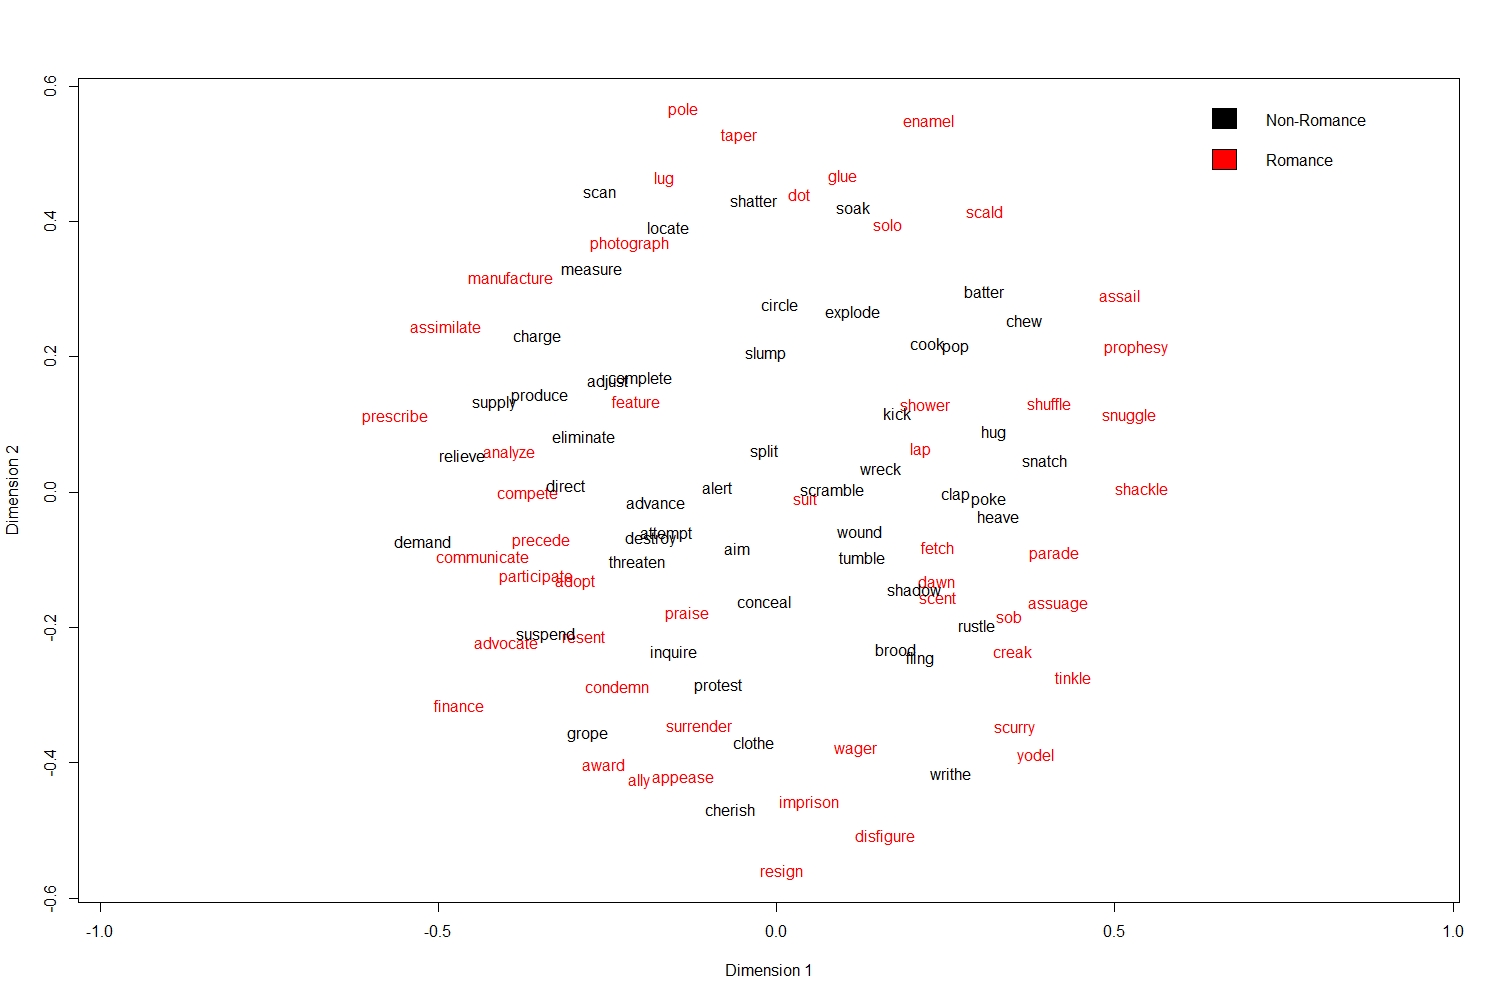 0.6
pole
taper
enamel
Non-Romance
Romance
lug
glue
scan
dot
shatter
soak
0.4
scald
solo
locate
photograph
measure
manufacture
batter
assail
circle
explode
chew
assimilate
charge
cook
pop
prophesy
0.2
slump
adjust
complete
produce
supply
feature
shower
shuffle
prescribe
kick
snuggle
hug
eliminate
split
lap
relieve
analyze
snatch
wreck
Dimension 2
direct
alert
scramble
shackle
0.0
compete
suit
clap
poke
advance
heave
attempt
destroy
wound
demand
precede
aim
fetch
parade
communicate
threaten
tumble
participate
adopt
dawn
shadow
scent
conceal
assuage
praise
sob
-0.2
rustle
suspend
resent
advocate
inquire
brood
fling
creak
tinkle
condemn
protest
finance
surrender
scurry
grope
clothe
wager
yodel
-0.4
award
ally
appease
writhe
imprison
cherish
disfigure
resign
-0.6
-1.0
-0.5
0.0
0.5
1.0
Dimension 1